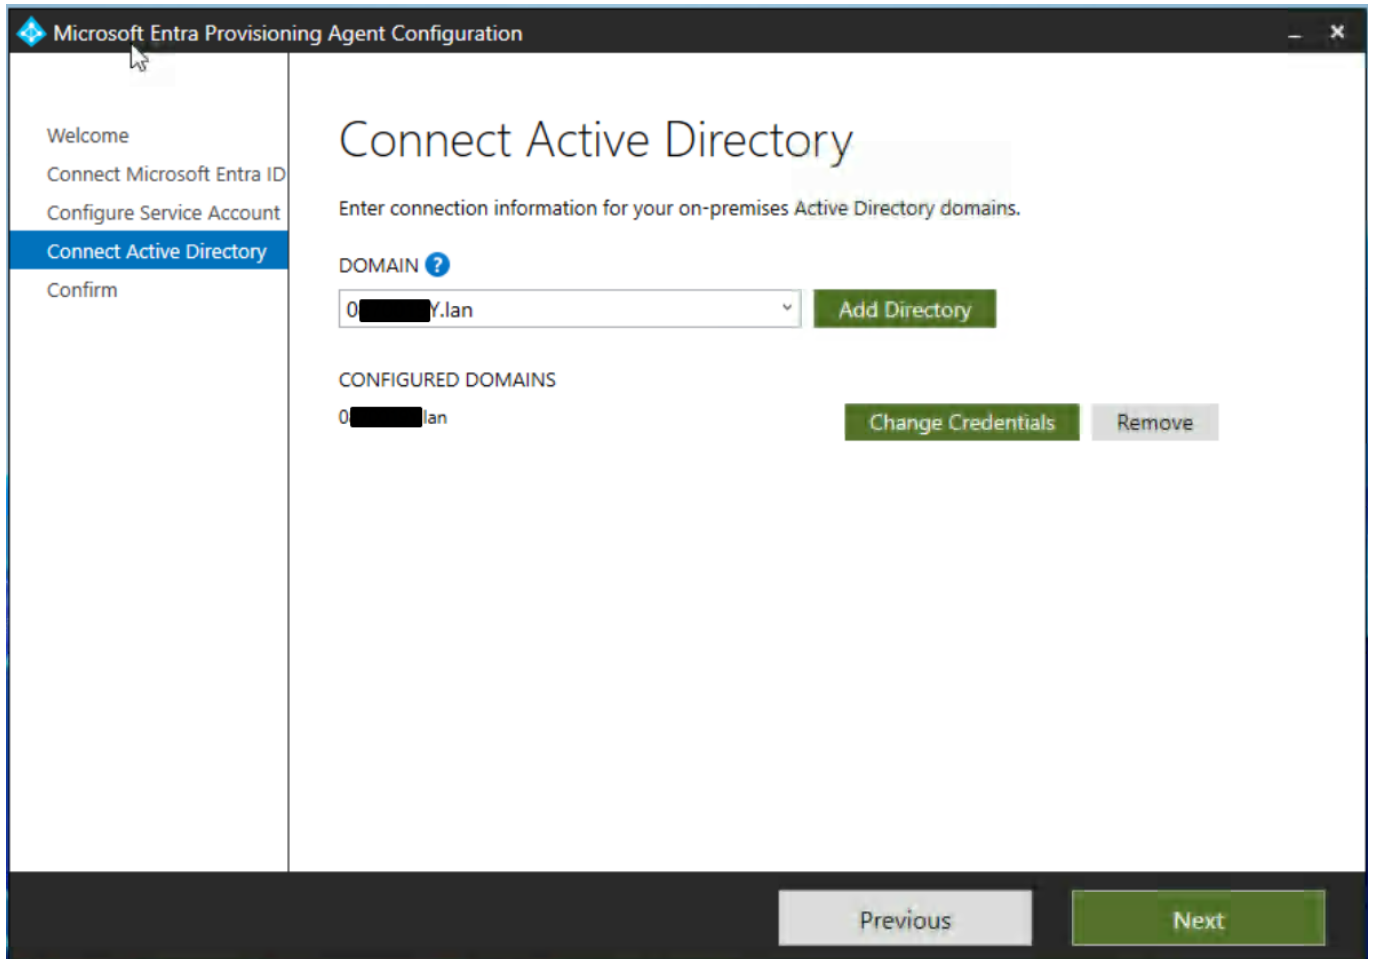 Microsoft Entra Provisioning Agent Configuration
Welcome
Connect Microsoft Entra ID
Configure Service Account
Connect Active Directory
Confirm
Connect Active Directory
Enter connection information for your on-premises Active Directory domains.
DOMAIN ?
0 Y.lan
Add Directory
CONFIGURED DOMAINS
0 lan
Change Credentials
Remove
Previous
Next